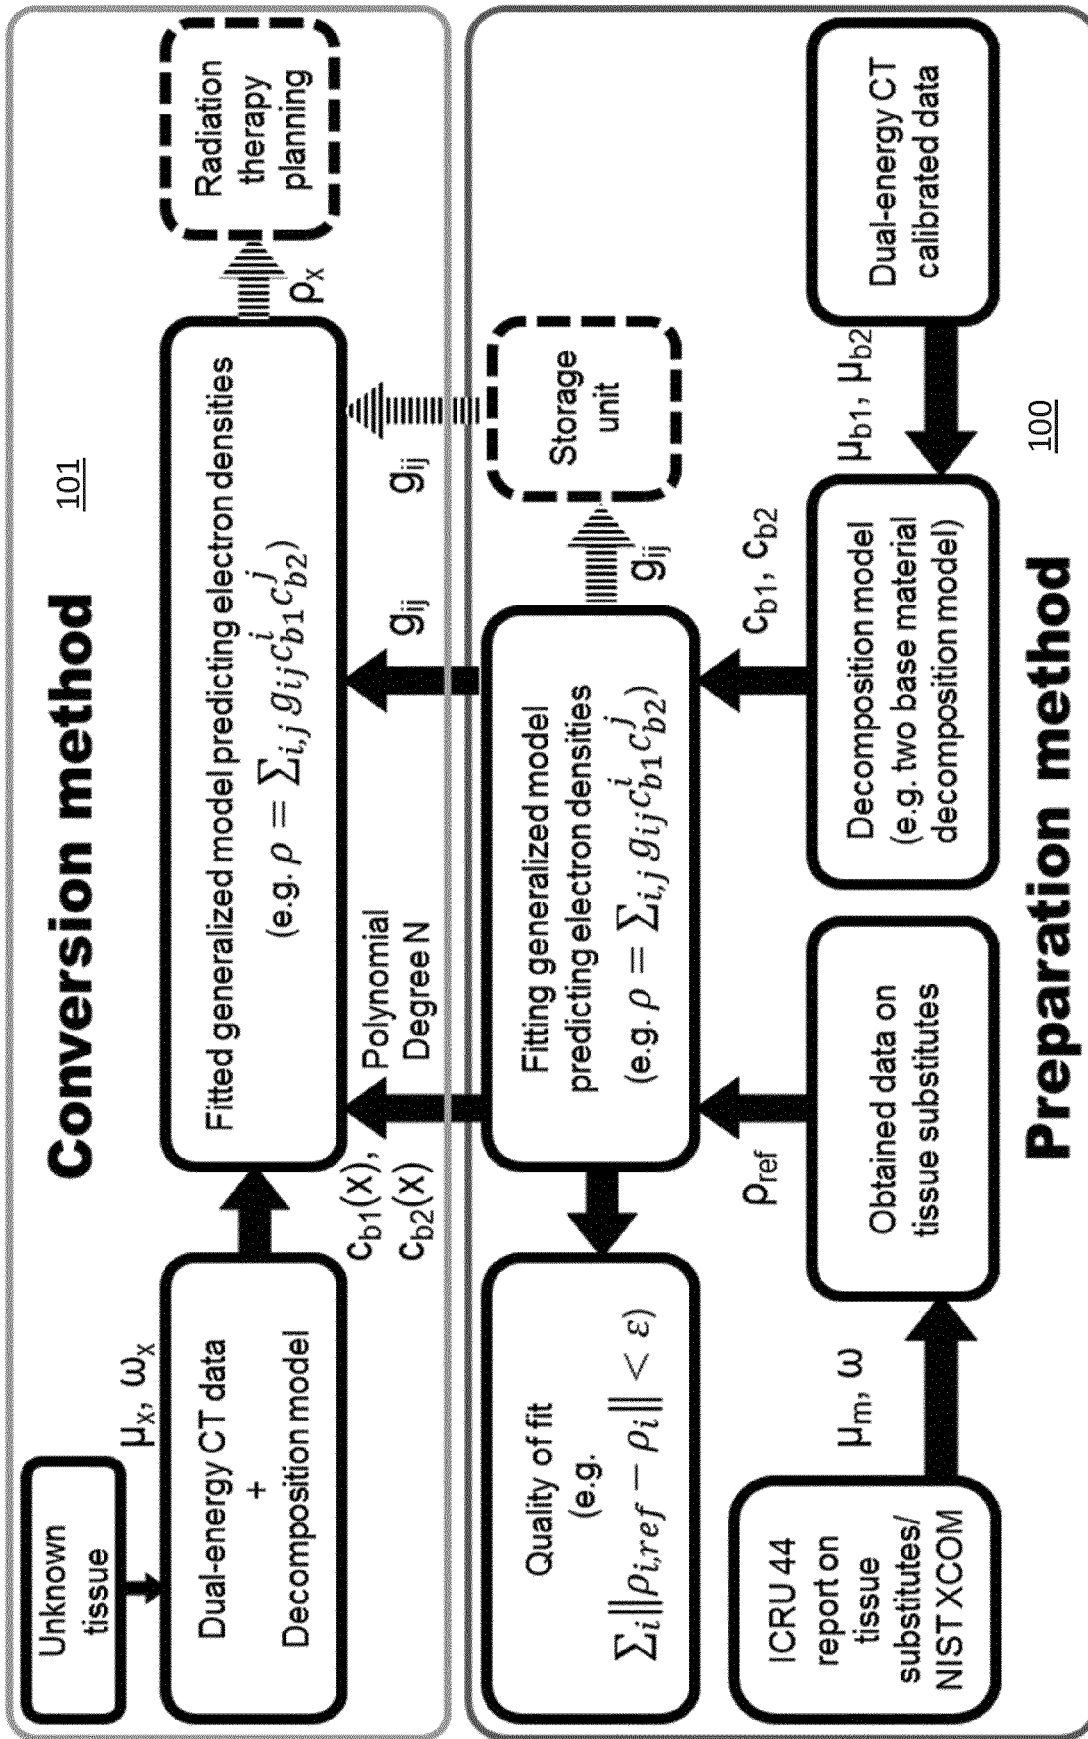 Conversion method
101
Unknown
tissue
μx, ωx
Dual-energy CT data
+
Decomposition model
cb1(x),
cb2(x)
Polynomial
Degree N
Fitted generalized model predicting electron densities
(e.g. ρ = ∑i,j gij c^i_b1 c^j_b2)
gij
gij
ρx
Radiation
therapy
planning
Quality of fit
(e.g.
∑i‖ρi,ref − ρi‖ < ε)
Fitting generalized model
predicting electron densities
(e.g. ρ = ∑i,j gij c^i_b1 c^j_b2)
gij
Storage
unit
ρref
cb1, cb2
ICRU 44
report on
tissue
substitutes/
NIST XCOM
μm, ω
Obtained data on
tissue substitutes
Decomposition model
(e.g. two base material
decomposition model)
μb1, μb2
Dual-energy CT
calibrated data
Preparation method
100